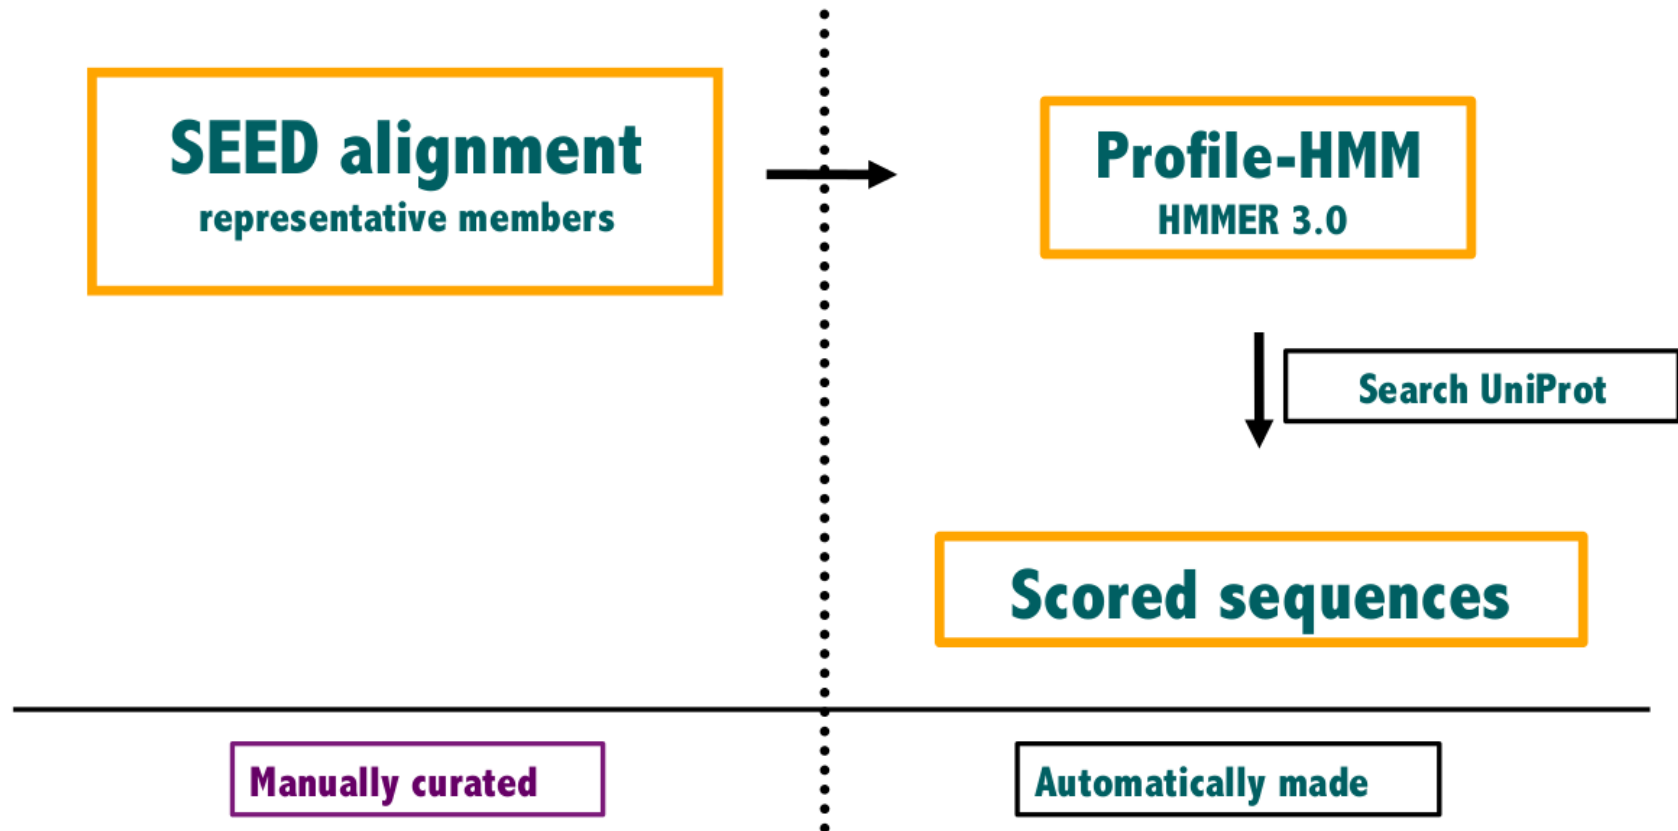 SEED alignment
representative members
Profile-HMM
HMMER 3.0
Search UniProt
Scored sequences
Manually curated
Automatically made